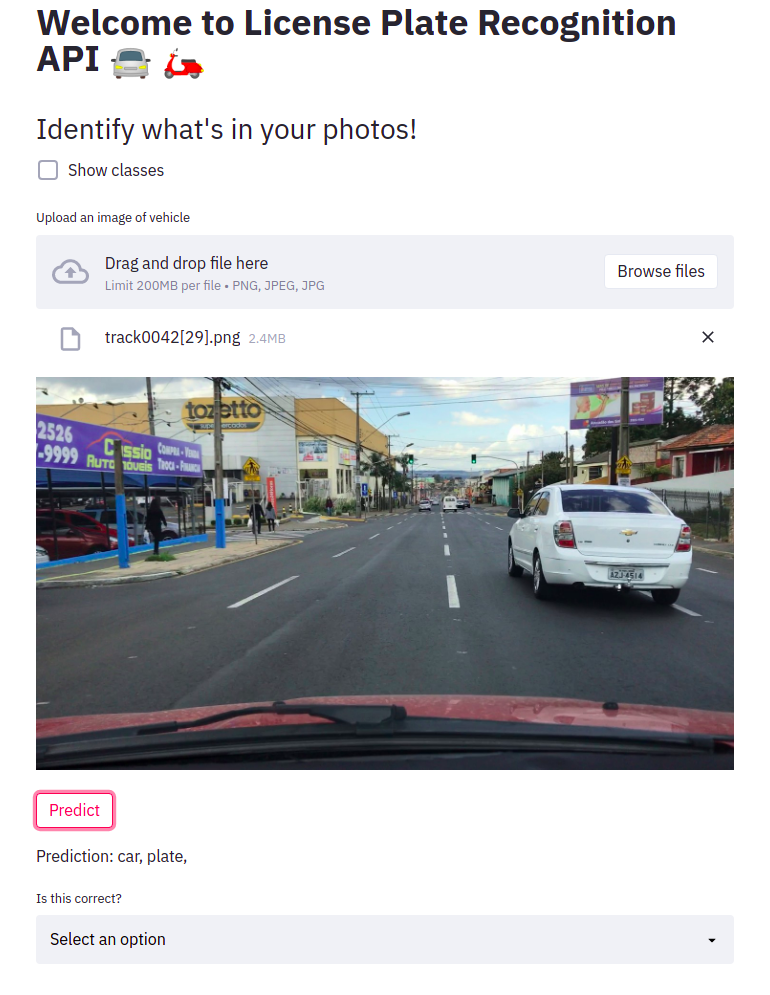 Welcome to License Plate Recognition
API
Identify what's in your photos!
Show classes
Upload an image of vehicle
Drag and drop file here
Limit 200MB per file • PNG, JPEG, JPG
Browse files
track0042[29].png 2.4MB
tozetto
supermercados
2526
-9999
Cassio
Automóveis
Compra - Venda
Troca - Financia
AZJ-4514
Predict
Prediction: car, plate,
Is this correct?
Select an option